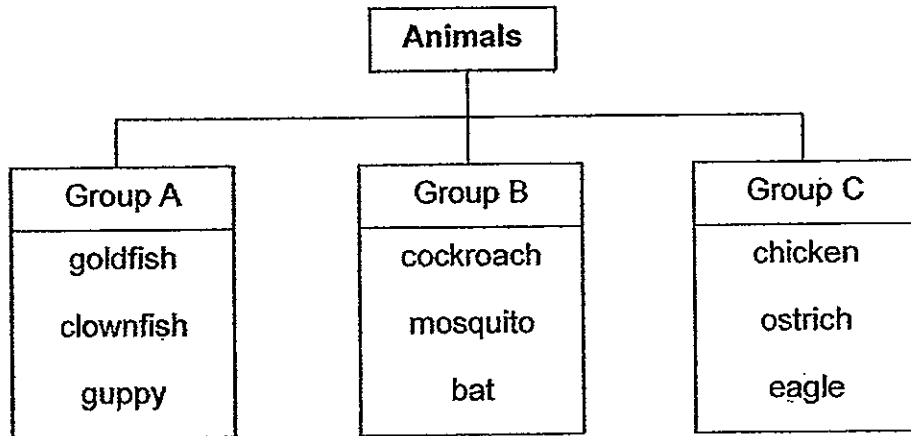 Animals
Group A
goldfish
clownfish
guppy
Group B
cockroach
mosquito
bat
Group C
chicken
ostrich
eagle